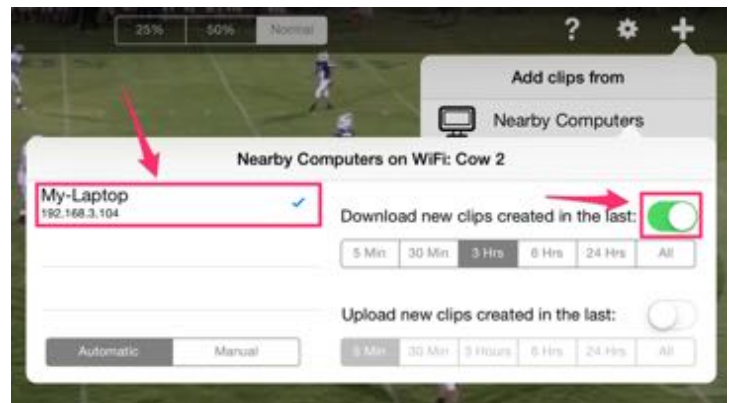 25% 50% Normal ?
Add clips from
Nearby Computers
Nearby Computers on WiFi: Cow 2
My-Laptop
192.168.3.104
Download new clips created in the last:
5 Min 30 Min 3 Hrs 6 Hrs 24 Hrs All
Upload new clips created in the last:
Automatic Manual
5 Min 30 Min 3 Hours 6 Hrs 24 Hrs All